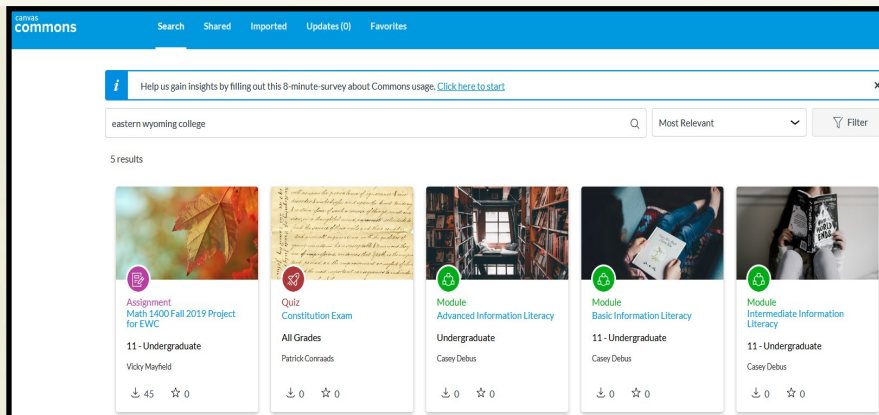 canvas
commons
Search Shared Imported Updates (0) Favorites
i Help us gain insights by filling out this 8-minute-survey about Commons usage. Click here to start X
eastern wyoming college
Most Relevant
Filter
5 results
Assignment
Math 1400 Fall 2019 Project
for EWC
11 - Undergraduate
Vicky Mayfield
45 0
Quiz
Constitution Exam
All Grades
Patrick Conraads
0 0
Module
Advanced Information Literacy
Undergraduate
Casey Debus
0 0
Module
Basic Information Literacy
11 - Undergraduate
Casey Debus
0 0
Module
Intermediate Information
Literacy
11 - Undergraduate
Casey Debus
0 0